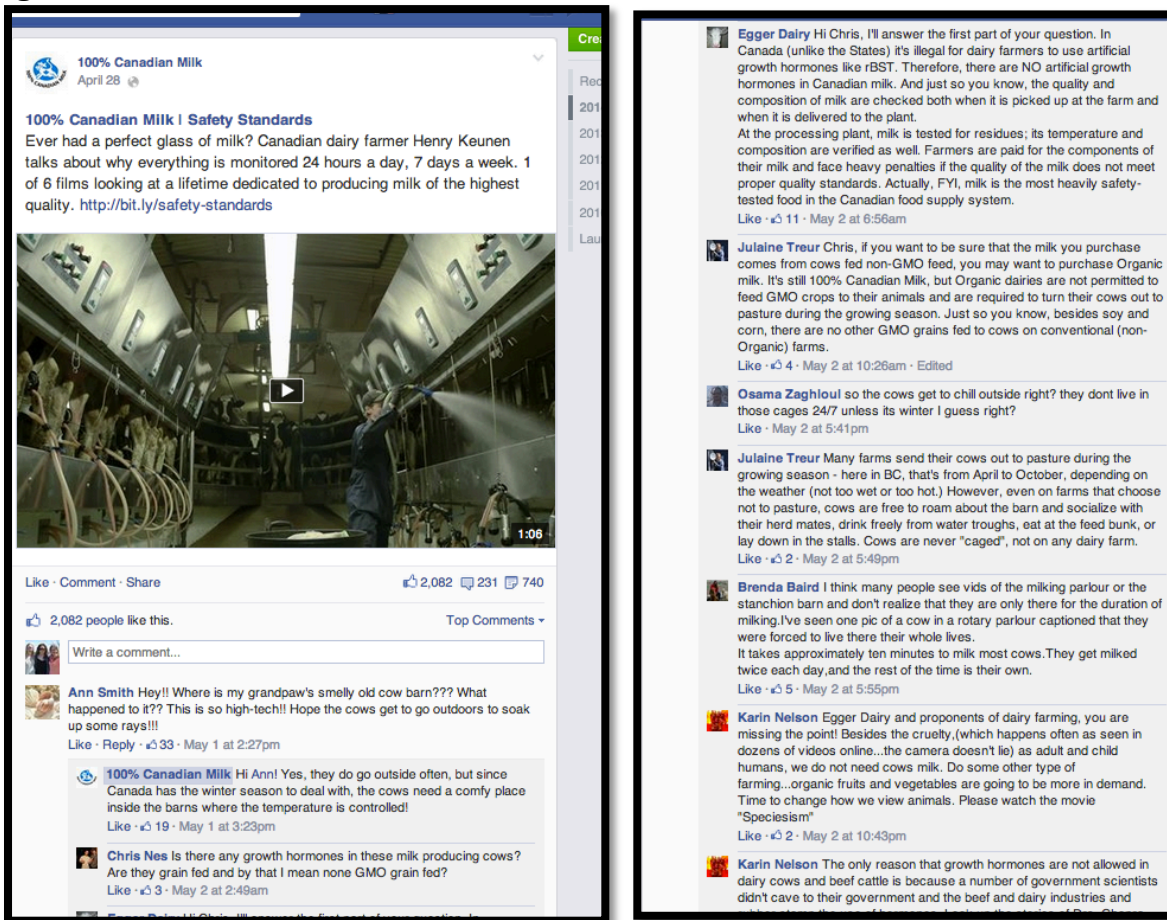 Crea
100% Canadian Milk
April 28
Rec
201
201
201
201
201
Lau
100% Canadian Milk | Safety Standards
Ever had a perfect glass of milk? Canadian dairy farmer Henry Keunen
talks about why everything is monitored 24 hours a day, 7 days a week. 1
of 6 films looking at a lifetime dedicated to producing milk of the highest
quality. http://bit.ly/safety-standards
1:06
Like · Comment · Share
2,082 231 740
2,082 people like this.
Top Comments
Write a comment...
Ann Smith Hey!! Where is my grandpaw's smelly old cow barn??? What
happened to it?? This is so high-tech!! Hope the cows get to go outdoors to soak
up some rays!!!
Like · Reply · 33 · May 1 at 2:27pm
100% Canadian Milk Hi Ann! Yes, they do go outside often, but since
Canada has the winter season to deal with, the cows need a comfy place
inside the barns where the temperature is controlled!
Like · 19 · May 1 at 3:23pm
Chris Nes Is there any growth hormones in these milk producing cows?
Are they grain fed and by that I mean none GMO grain fed?
Like · 3 · May 2 at 2:49am
Egger Dairy Hi Chris, I'll answer the first part of your question. In
Canada (unlike the States) it's illegal for dairy farmers to use artificial
growth hormones like rBST. Therefore, there are NO artificial growth
hormones in Canadian milk. And just so you know, the quality and
composition of milk are checked both when it is picked up at the farm and
when it is delivered to the plant.
At the processing plant, milk is tested for residues; its temperature and
composition are verified as well. Farmers are paid for the components of
their milk and face heavy penalties if the quality of the milk does not meet
proper quality standards. Actually, FYI, milk is the most heavily safety-
tested food in the Canadian food supply system.
Like · 11 · May 2 at 6:56am
Julaine Treur Chris, if you want to be sure that the milk you purchase
comes from cows fed non-GMO feed, you may want to purchase Organic
milk. It's still 100% Canadian Milk, but Organic dairies are not permitted to
feed GMO crops to their animals and are required to turn their cows out to
pasture during the growing season. Just so you know, besides soy and
corn, there are no other GMO grains fed to cows on conventional (non-
Organic) farms.
Like · 4 · May 2 at 10:26am · Edited
Osama Zaghloul so the cows get to chill outside right? they dont live in
those cages 24/7 unless its winter I guess right?
Like · May 2 at 5:41pm
Julaine Treur Many farms send their cows out to pasture during the
growing season - here in BC, that's from April to October, depending on
the weather (not too wet or too hot.) However, even on farms that choose
not to pasture, cows are free to roam about the barn and socialize with
their herd mates, drink freely from water troughs, eat at the feed bunk, or
lay down in the stalls. Cows are never "caged", not on any dairy farm.
Like · 2 · May 2 at 5:49pm
Brenda Baird I think many people see vids of the milking parlour or the
stanchion barn and don't realize that they are only there for the duration of
milking.I've seen one pic of a cow in a rotary parlour captioned that they
were forced to live there their whole lives.
It takes approximately ten minutes to milk most cows.They get milked
twice each day,and the rest of the time is their own.
Like · 5 · May 2 at 5:55pm
Karin Nelson Egger Dairy and proponents of dairy farming, you are
missing the point! Besides the cruelty,(which happens often as seen in
dozens of videos online...the camera doesn't lie) as adult and child
humans, we do not need cows milk. Do some other type of
farming...organic fruits and vegetables are going to be more in demand.
Time to change how we view animals. Please watch the movie
"Speciesism"
Like · 2 · May 2 at 10:43pm
Karin Nelson The only reason that growth hormones are not allowed in
dairy cows and beef cattle is because a number of government scientists
didn't cave to their government and the beef and dairy industries and